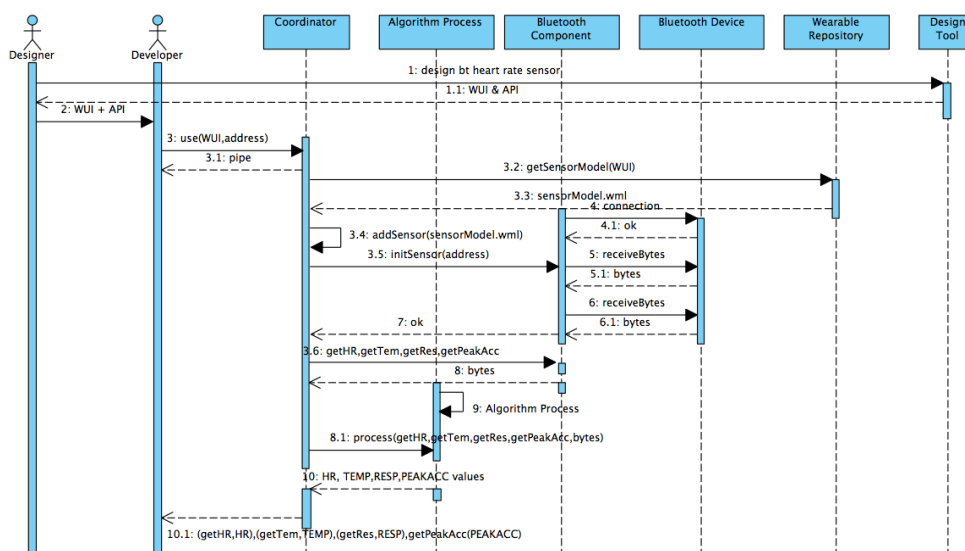 Designer
Developer
Coordinator
Algorithm Process
Bluetooth
Component
Bluetooth Device
Wearable
Repository
Design
Tool
1: design bt heart rate sensor
1.1: WUI & API
2: WUI + API
3: use(WUI,address)
3.1: pipe
3.2: getSensorModel(WUI)
3.3: sensorModel.wml
4: connection
4.1: ok
3.4: addSensor(sensorModel.wml)
3.5: initSensor(address)
5: receiveBytes
5.1: bytes
6: receiveBytes
6.1: bytes
7: ok
3.6: getHR,getTem,getRes,getPeakAcc
8: bytes
9: Algorithm Process
8.1: process(getHR,getTem,getRes,getPeakAcc,bytes)
10: HR, TEMP,RESP,PEAKACC values
10.1: (getHR,HR),(getTem,TEMP),(getRes,RESP),getPeakAcc(PEAKACC)